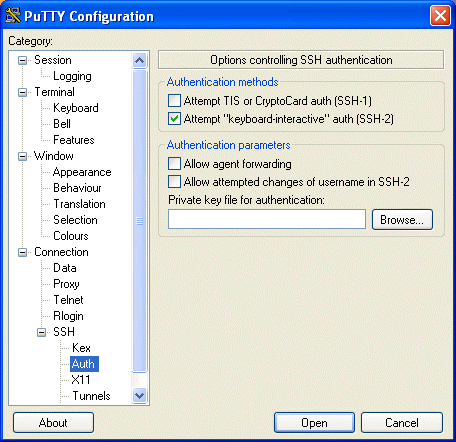 PuTTY Configuration
Category:
Session
Logging
Terminal
Keyboard
Bell
Features
Window
Appearance
Behaviour
Translation
Selection
Colours
Connection
Data
Proxy
Telnet
Rlogin
SSH
Kex
Auth
X11
Tunnels
Options controlling SSH authentication
Authentication methods
Attempt TIS or CryptoCard auth (SSH-1)
Attempt "keyboard-interactive" auth (SSH-2)
Authentication parameters
Allow agent forwarding
Allow attempted changes of username in SSH-2
Private key file for authentication:
Browse...
About
Open
Cancel